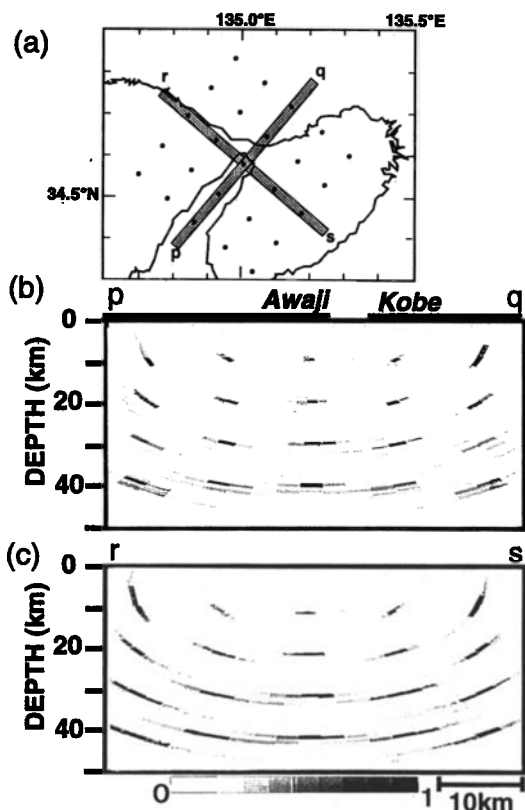 (a)
135.0°E 135.5°E
r
q
34.5°N
p
s
(b)
p Awaji Kobe q
0
20
40
DEPTH (km)
(c)
r s
0
20
40
DEPTH (km)
0 1 10km